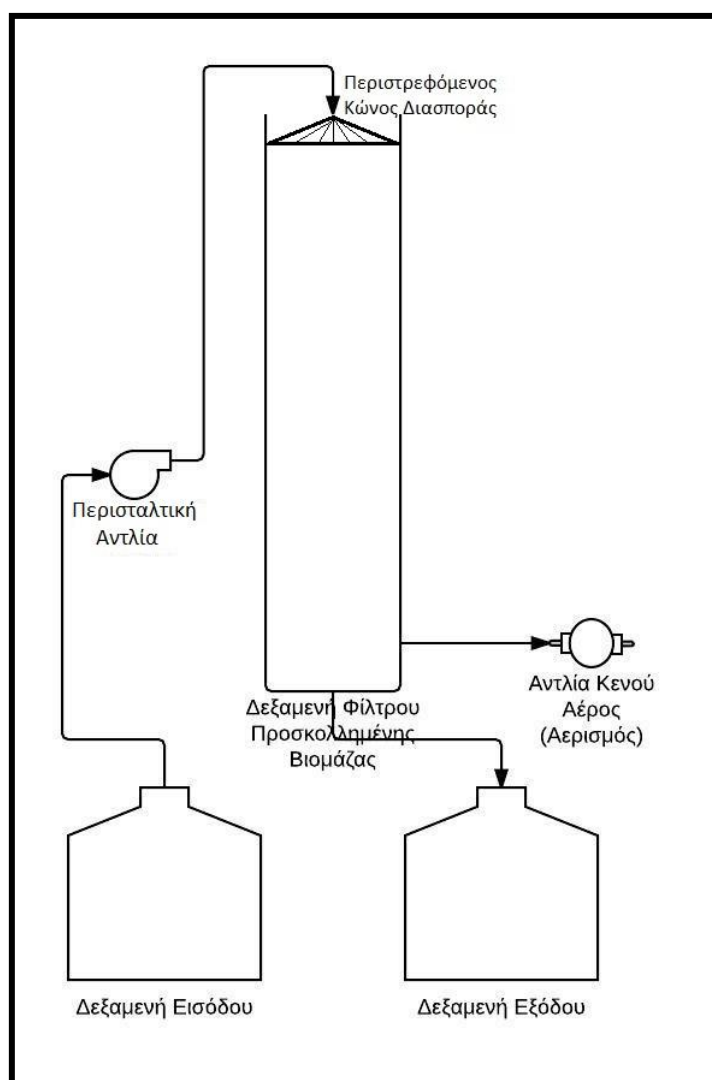 Περιστρεφόμενος
Κώνος Διασποράς
Περισταλτική
Αντλία
Αντλία Κενού
Αέρος
(Αερισμός)
Δεξαμενή Φίλτρου
Προσκολλημένης
Βιομάζας
Δεξαμενή Εισόδου
Δεξαμενή Εξόδου